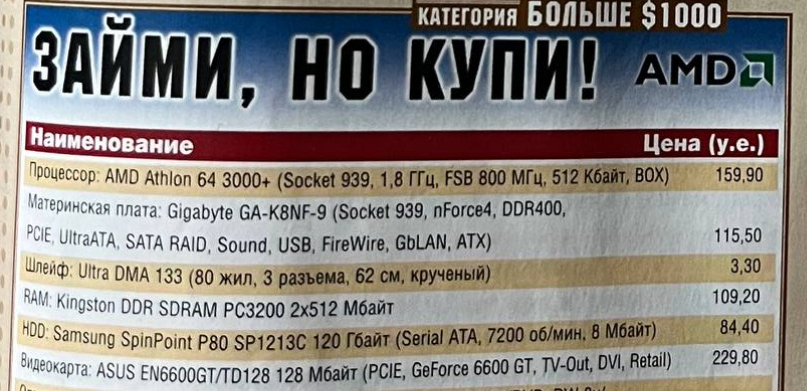 КАТЕГОРИЯ БОЛЬШЕ $1000
ЗАЙМИ, НО КУПИ! AMD
Наименование Цена (у.е.)
Процессор: AMD Athlon 64 3000+ (Socket 939, 1,8 ГГц, FSB 800 МГц, 512 Кбайт, BOX) 159,90
Материнская плата: Gigabyte GA-K8NF-9 (Socket 939, nForce4, DDR400,
PCIE, UltraATA, SATA RAID, Sound, USB, FireWire, GbLAN, ATX) 115,50
Шлейф: Ultra DMA 133 (80 жил, 3 разъема, 62 см, крученый) 3,30
RAM: Kingston DDR SDRAM PC3200 2x512 Мбайт 109,20
HDD: Samsung SpinPoint P80 SP1213C 120 Гбайт (Serial ATA, 7200 об/мин, 8 Мбайт) 84,40
Видеокарта: ASUS EN6600GT/TD128 128 Мбайт (PCIE, GeForce 6600 GT, TV-Out, DVI, Retail) 229,80